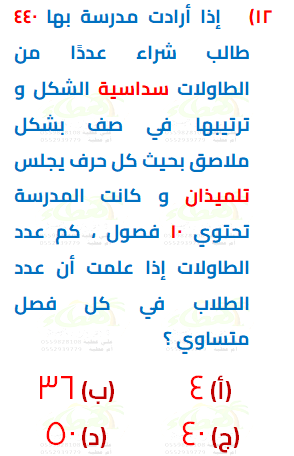 ١٢) إذا أرادت مدرسة بها ٤٤٠
طالب شراء عددًا من
الطاولات سداسية الشكل و
ترتيبها في صف بشكل
ملاصق بحيث كل حرف يجلس
تلميذان و كانت المدرسة
تحتوي ١٠ فصول ، كم عدد
الطاولات إذا علمت أن عدد
الطلاب في كل فصل
متساوي ؟
(أ) ٤ (ب) ٣٦
(ج) ٤٠ (د) ٥٠